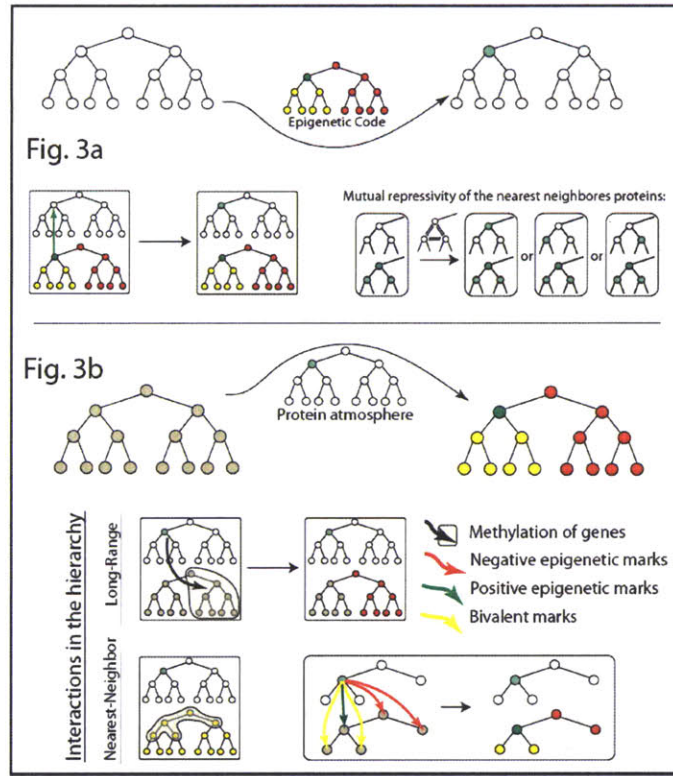 Epigenetic Code
Fig. 3a
Mutual repressivity of the nearest neighbores proteins:
or
or
Fig. 3b
Protein atmosphere
Interactions in the hierarchy
Long-Range
Nearest-Neighbor
Methylation of genes
Negative epigenetic marks
Positive epigenetic marks
Bivalent marks